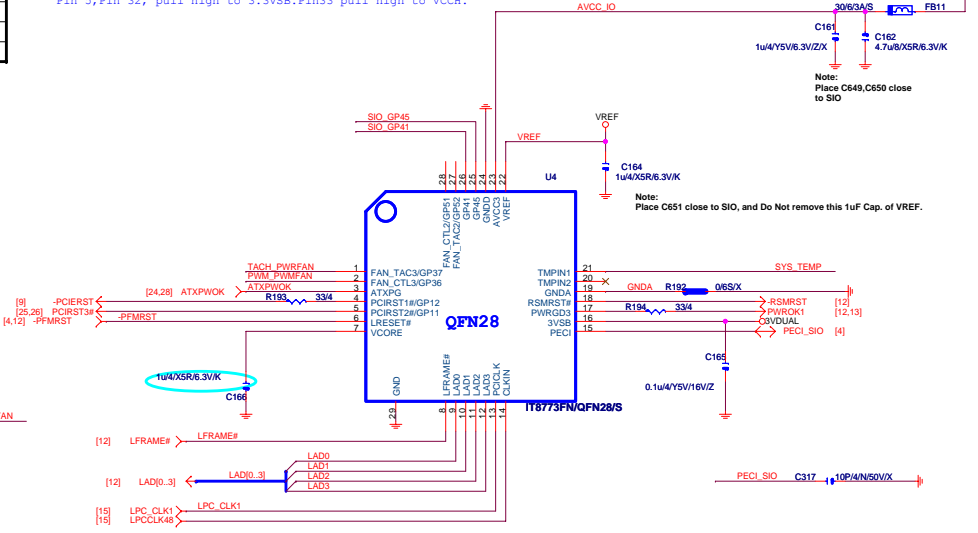 Pin 5,Pin 32, pull high to 3.3VSB.Pin33 pull high to VCCH.
AVCC_IO
30/6/3A/S
FB11
C161
1u/4/Y5V/6.3V/Z/X
C162
4.7u/8/X5R/6.3V/K
Note:
Place C649,C650 close
to SIO
SIO_GP45
SIO_GP41
VREF
VREF
C164
1u/4/X5R/6.3V/K
U4
Note:
Place C651 close to SIO, and Do Not remove this 1uF Cap. of VREF.
28
27
26
25
24
23
22
FAN_CTL2/GP51
FAN_TAC2/GP52
GP41
GP45
GNDD
AVCC3
VREF
TACH_PWRFAN
1
FAN_TAC3/GP37
PWM_PWMFAN
2
FAN_CTL3/GP36
[24,28]
ATXPWOK
ATXPWOK
3
ATXPG
[9]
-PCIERST
R193
33/4
4
PCIRST1#/GP12
[25,26]
PCIRST3#
5
PCIRST2#/GP11
[4,12]
-PFMRST
-PFMRST
6
LRESET#
7
VCORE
QFN28
TMPIN1
21
SYS_TEMP
TMPIN2
20
GNDA
19
GNDA
R192
0/6S/X
RSMRST#
18
-RSMRST
[12]
PWRGD3
17
R194
33/4
PWROK1
[12,13]
3VSB
16
3VDUAL
PECI
15
PECI_SIO
[4]
1u/4/X5R/6.3V/K
C166
C165
0.1u/4/Y5V/16V/Z
GND
LFRAME#
LAD0
LAD1
LAD2
LAD3
PCICLK
CLKIN
29
8
9
10
11
12
13
14
IT8773FN/QFN28/S
AN
[12]
LFRAME#
LFRAME#
LAD0
LAD1
LAD2
LAD3
[12]
LAD[0..3]
LAD[0..3]
[15]
LPC_CLK1
LPC_CLK1
[15]
LPCCLK48
PECI_SIO
C317
10P/4/N/50V/X